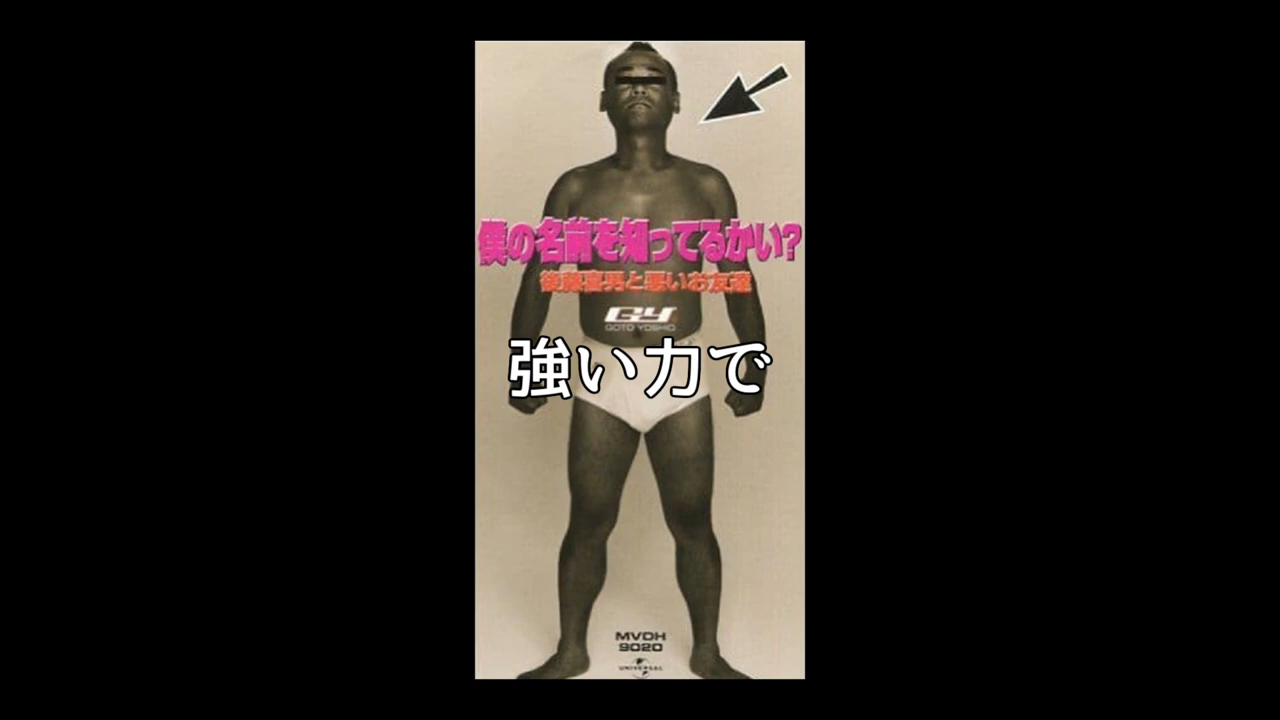 僕の名前を知ってるかい?
後藤喜男と悪いお友達
GY
GOTO YOSHIO
強い力で
MVDH
9020
UNIVERSAL